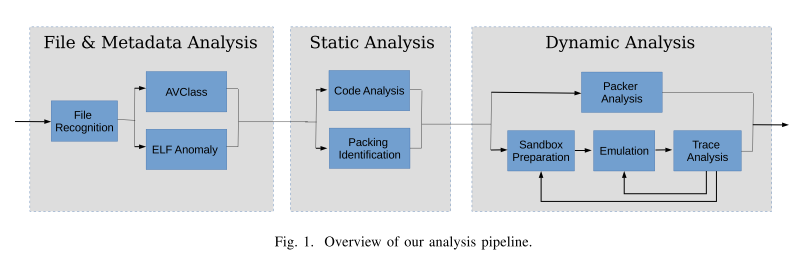 File & Metadata Analysis
File
Recognition
AVClass
ELF Anomaly
Static Analysis
Code Analysis
Packing
Identification
Dynamic Analysis
Packer
Analysis
Sandbox
Preparation
Emulation
Trace
Analysis
Fig. 1. Overview of our analysis pipeline.